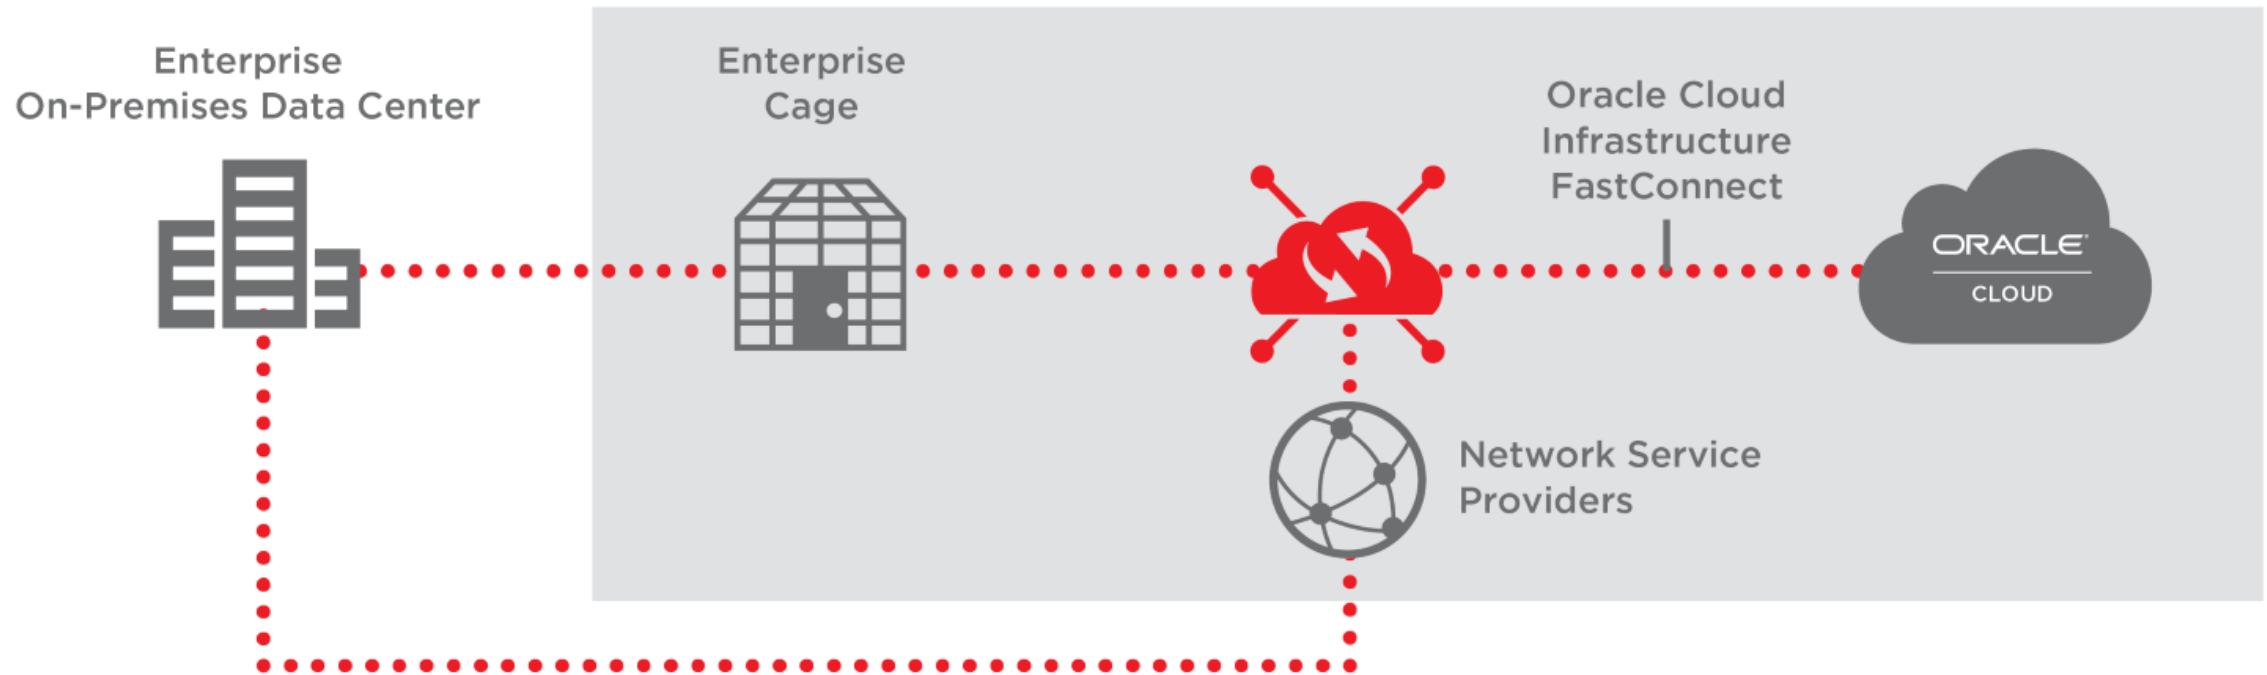 Enterprise
On-Premises Data Center
Enterprise
Cage
Oracle Cloud
Infrastructure
FastConnect
ORACLE
CLOUD
Network Service
Providers